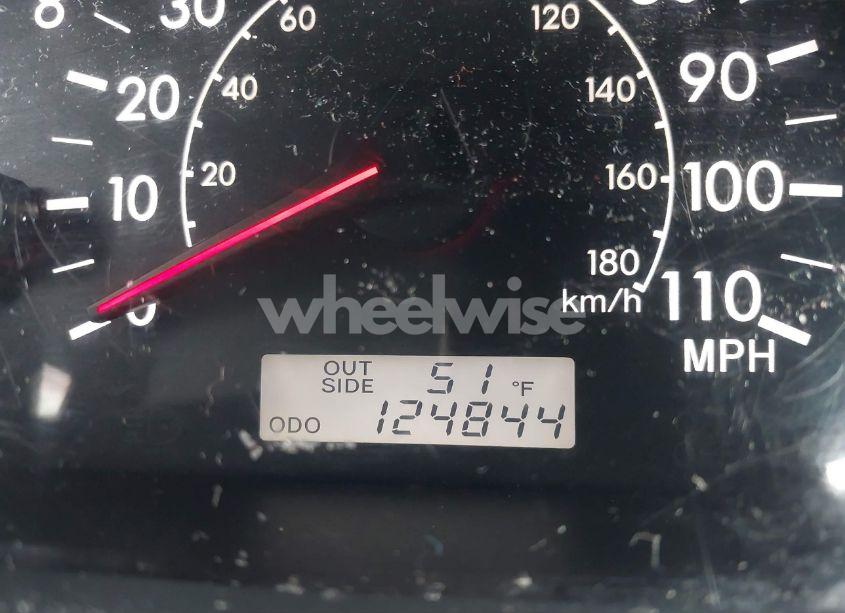 8 30 60 120
20 40 140 90
10 20 160 100
0 180 110
km/h
MPH
wheelwise
OUT SIDE 51 °F
ODO 124844